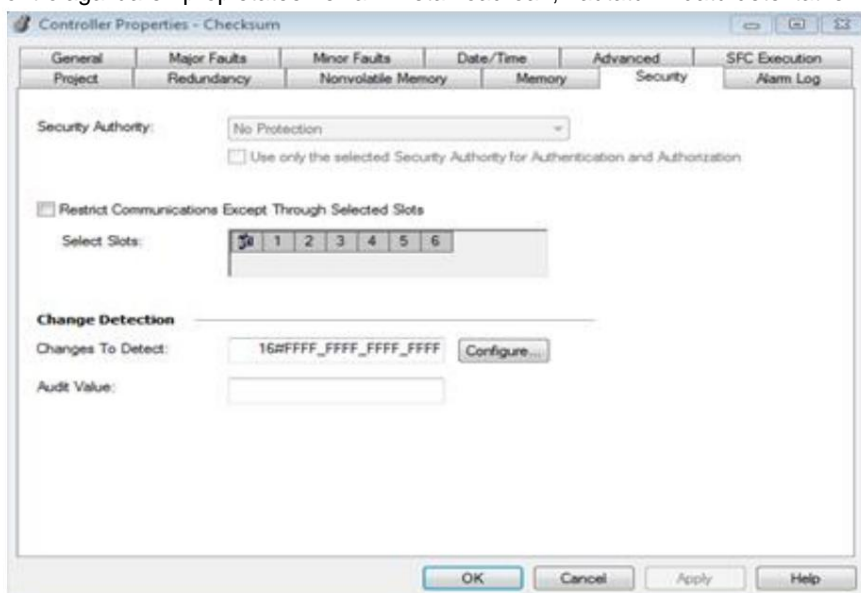 Controller Properties - Checksum
General Major Faults Minor Faults Date/Time Advanced SFC Execution
Project Redundancy Nonvolatile Memory Memory Security Alarm Log
Security Authority: No Protection
Use only the selected Security Authority for Authentication and Authorization
Restrict Communications Except Through Selected Slots
Select Slots: 1 2 3 4 5 6
Change Detection
Changes To Detect: 16#FFFF_FFFF_FFFF_FFFF Configure...
Audit Value:
OK Cancel Apply Help